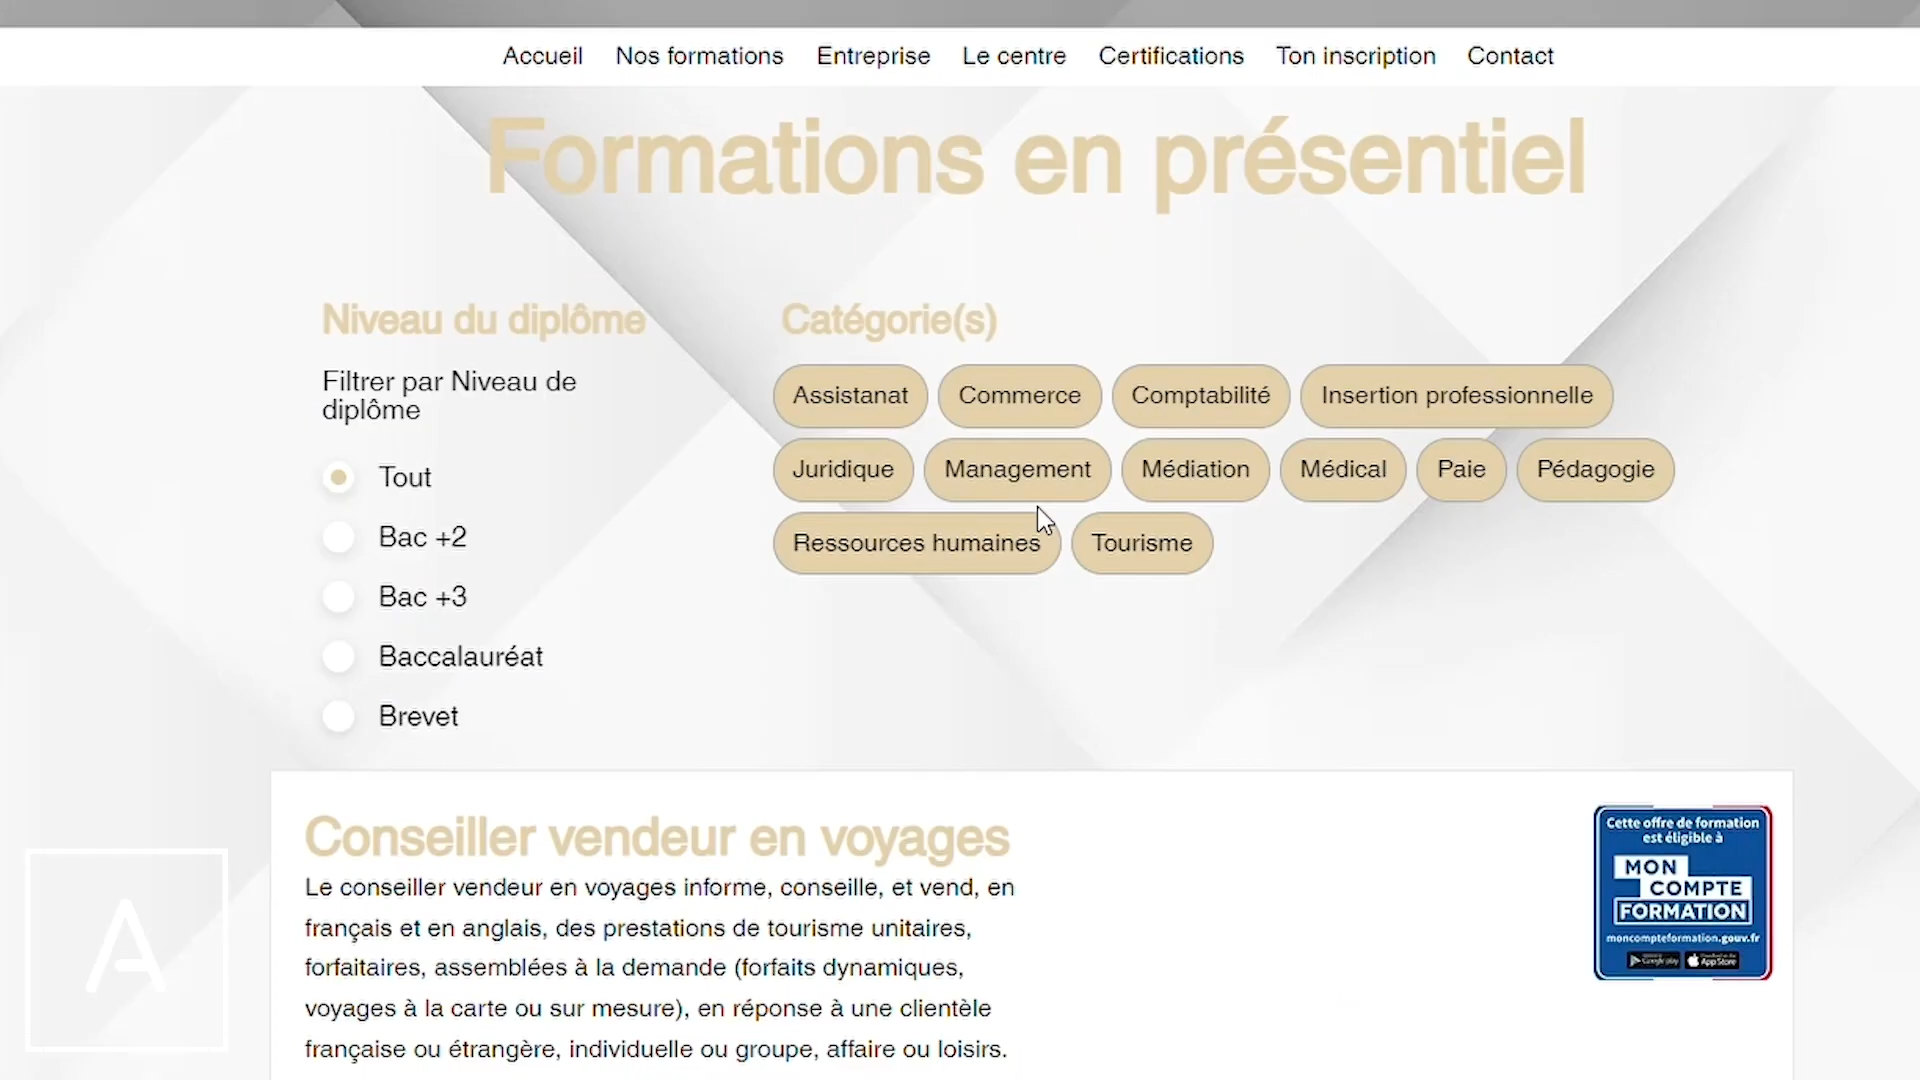 Accueil Nos formations Entreprise Le centre Certifications Ton inscription Contact
Formations en présentiel
Niveau du diplôme
Filtrer par Niveau de
diplôme
Tout
Bac +2
Bac +3
Baccalauréat
Brevet
Catégorie(s)
Assistanat Commerce Comptabilité Insertion professionnelle
Juridique Management Médiation Médical Paie Pédagogie
Ressources humaines Tourisme
Conseiller vendeur en voyages
Le conseiller vendeur en voyages informe, conseille, et vend, en
français et en anglais, des prestations de tourisme unitaires,
forfaitaires, assemblées à la demande (forfaits dynamiques,
voyages à la carte ou sur mesure), en réponse à une clientèle
française ou étrangère, individuelle ou groupe, affaire ou loisirs.
Cette offre de formation
est éligible à
MON
COMPTE
FORMATION
moncompteformation.gouv.fr
Google play App Store
A